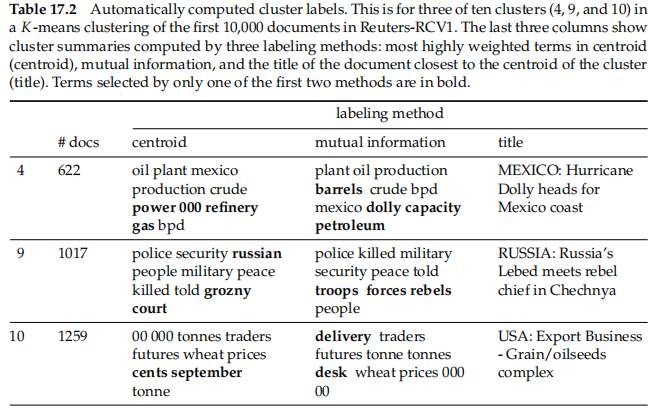 Table 17.2 Automatically computed cluster labels. This is for three of ten clusters (4, 9, and 10) in
a K-means clustering of the first 10,000 documents in Reuters-RCV1. The last three columns show
cluster summaries computed by three labeling methods: most highly weighted terms in centroid
(centroid), mutual information, and the title of the document closest to the centroid of the cluster
(title). Terms selected by only one of the first two methods are in bold.
labeling method
# docs centroid mutual information title
4 622 oil plant mexico plant oil production MEXICO: Hurricane
production crude barrels crude bpd Dolly heads for
power 000 refinery mexico dolly capacity Mexico coast
gas bpd petroleum
9 1017 police security russian police killed military RUSSIA: Russia's
people military peace security peace told Lebed meets rebel
killed told grozny troops forces rebels chief in Chechnya
court people
10 1259 00 000 tonnes traders delivery traders USA: Export Business
futures wheat prices futures tonne tonnes - Grain/oilseeds
cents september desk wheat prices 000 complex
tonne 00